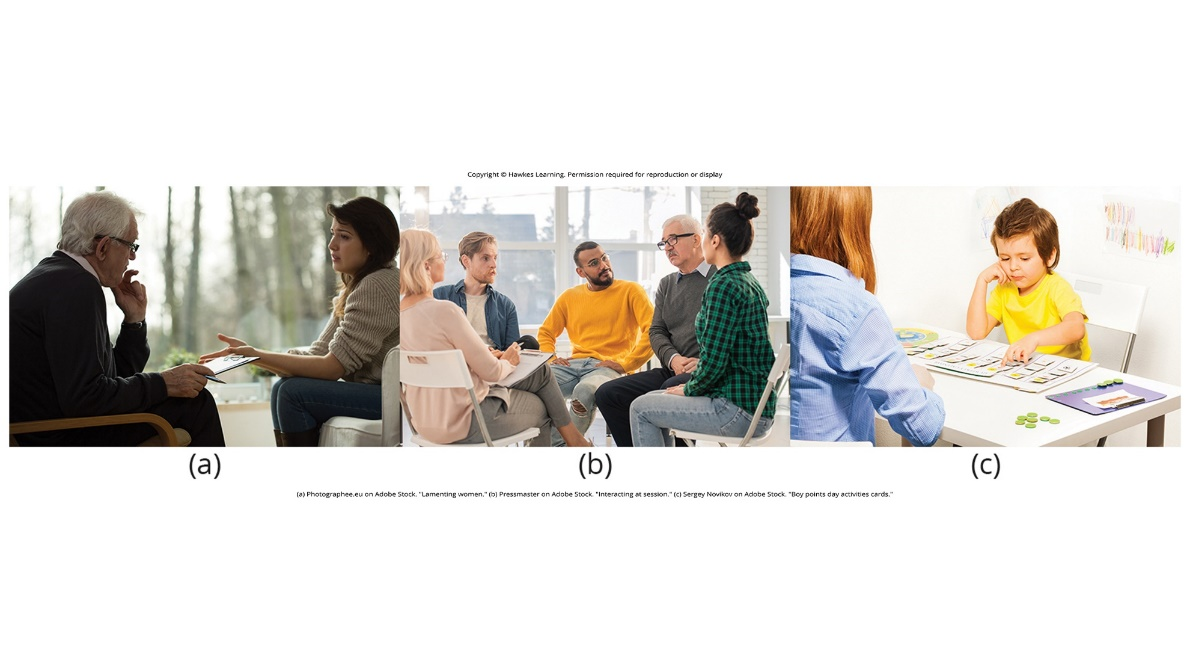 Copyright © Hawkes Learning. Permission required for reproduction or display
(a)
(b)
(c)
(a) Photographee.eu on Adobe Stock. "Lamenting women." (b) Pressmaster on Adobe Stock. "Interacting at session." (c) Sergey Novikov on Adobe Stock. "Boy points day activities cards."